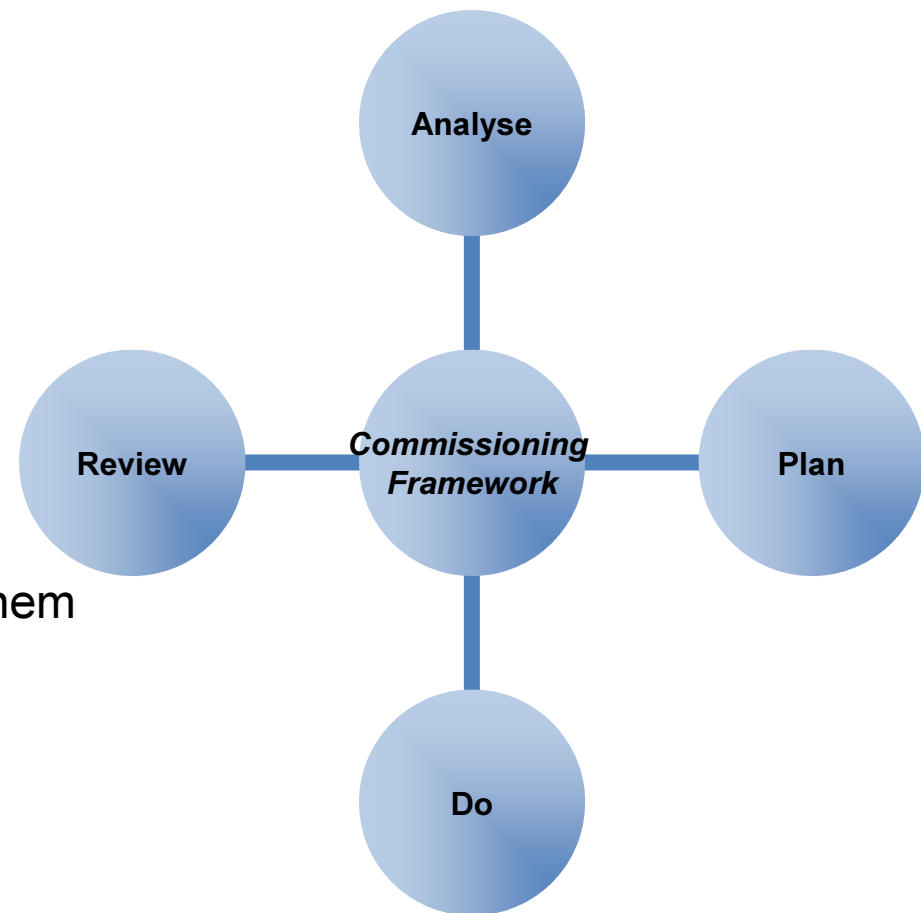 Analyse
Review
Commissioning
Framework
Plan
Do